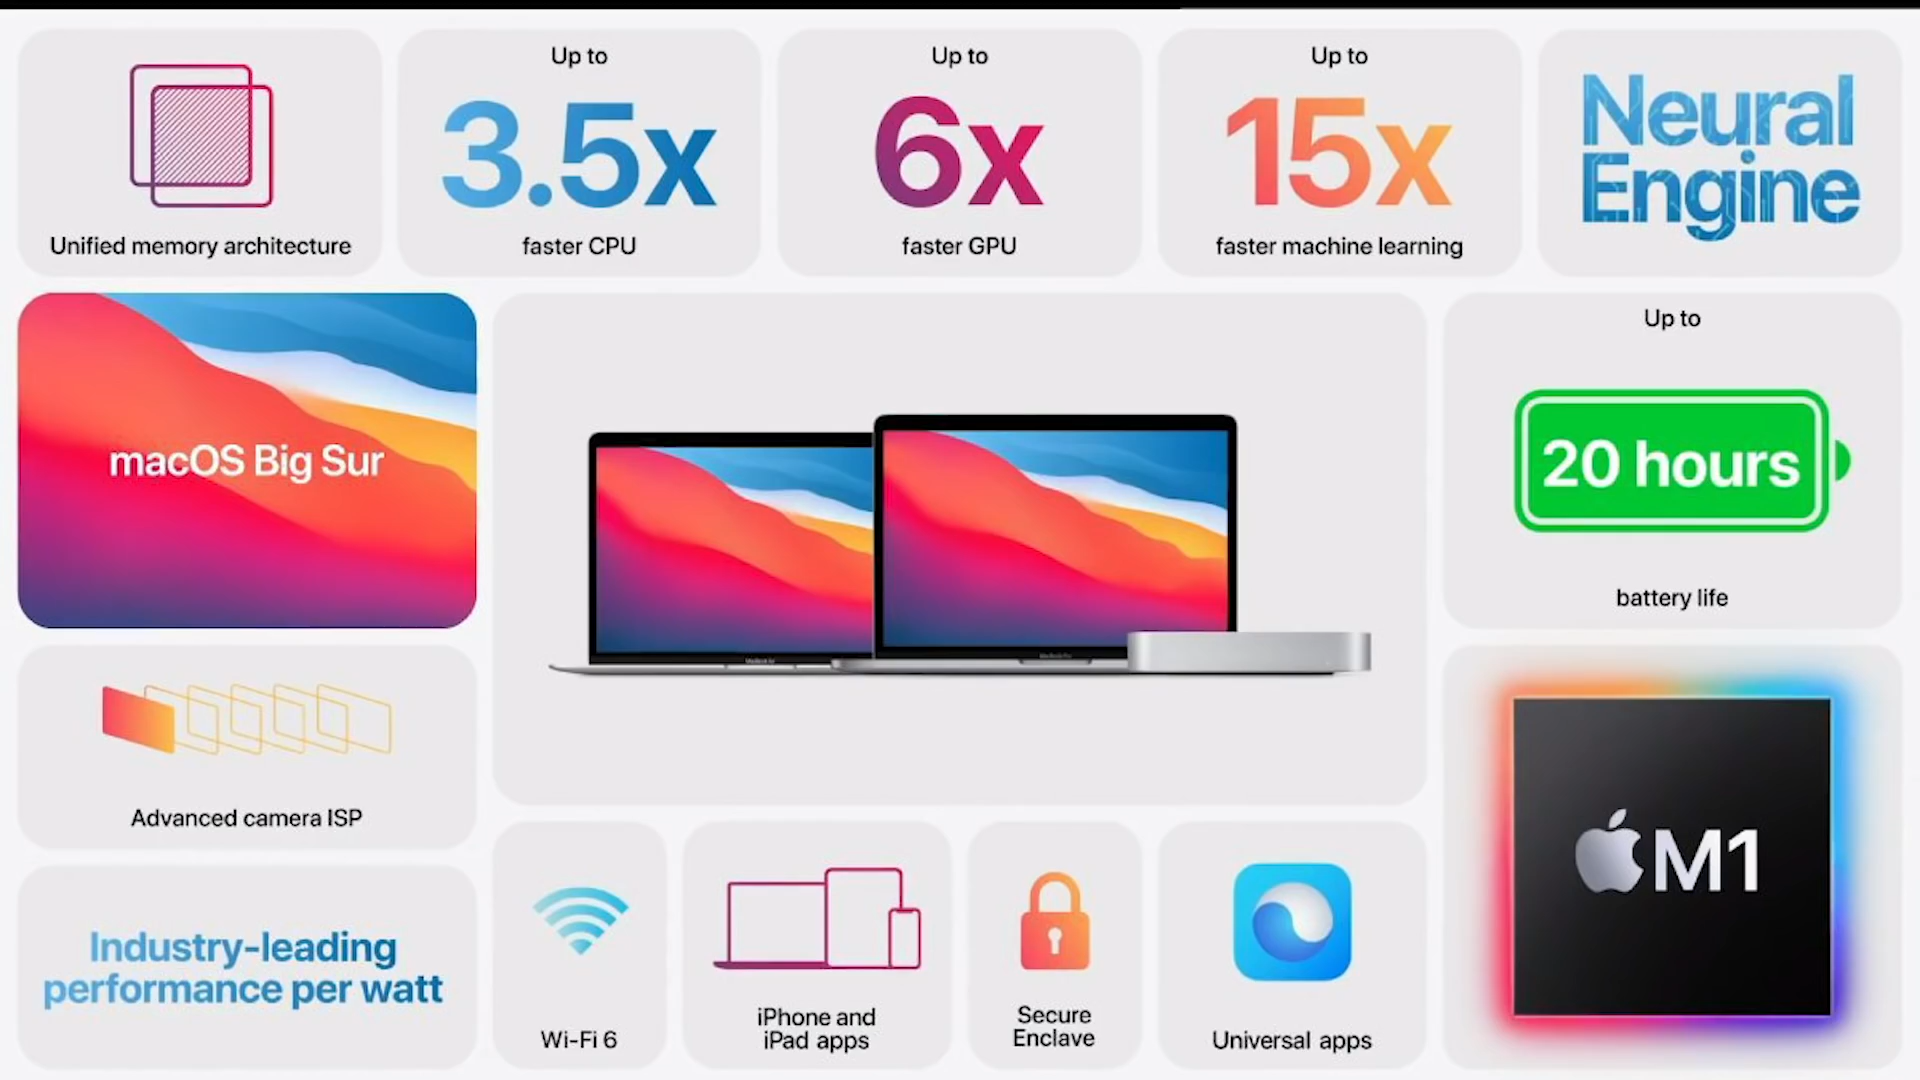 Unified memory architecture
Up to
3.5x
faster CPU
Up to
6x
faster GPU
Up to
15x
faster machine learning
Neural
Engine
macOS Big Sur
Up to
20 hours
battery life
Advanced camera ISP
M1
Industry-leading
performance per watt
Wi-Fi 6
iPhone and
iPad apps
Secure
Enclave
Universal apps